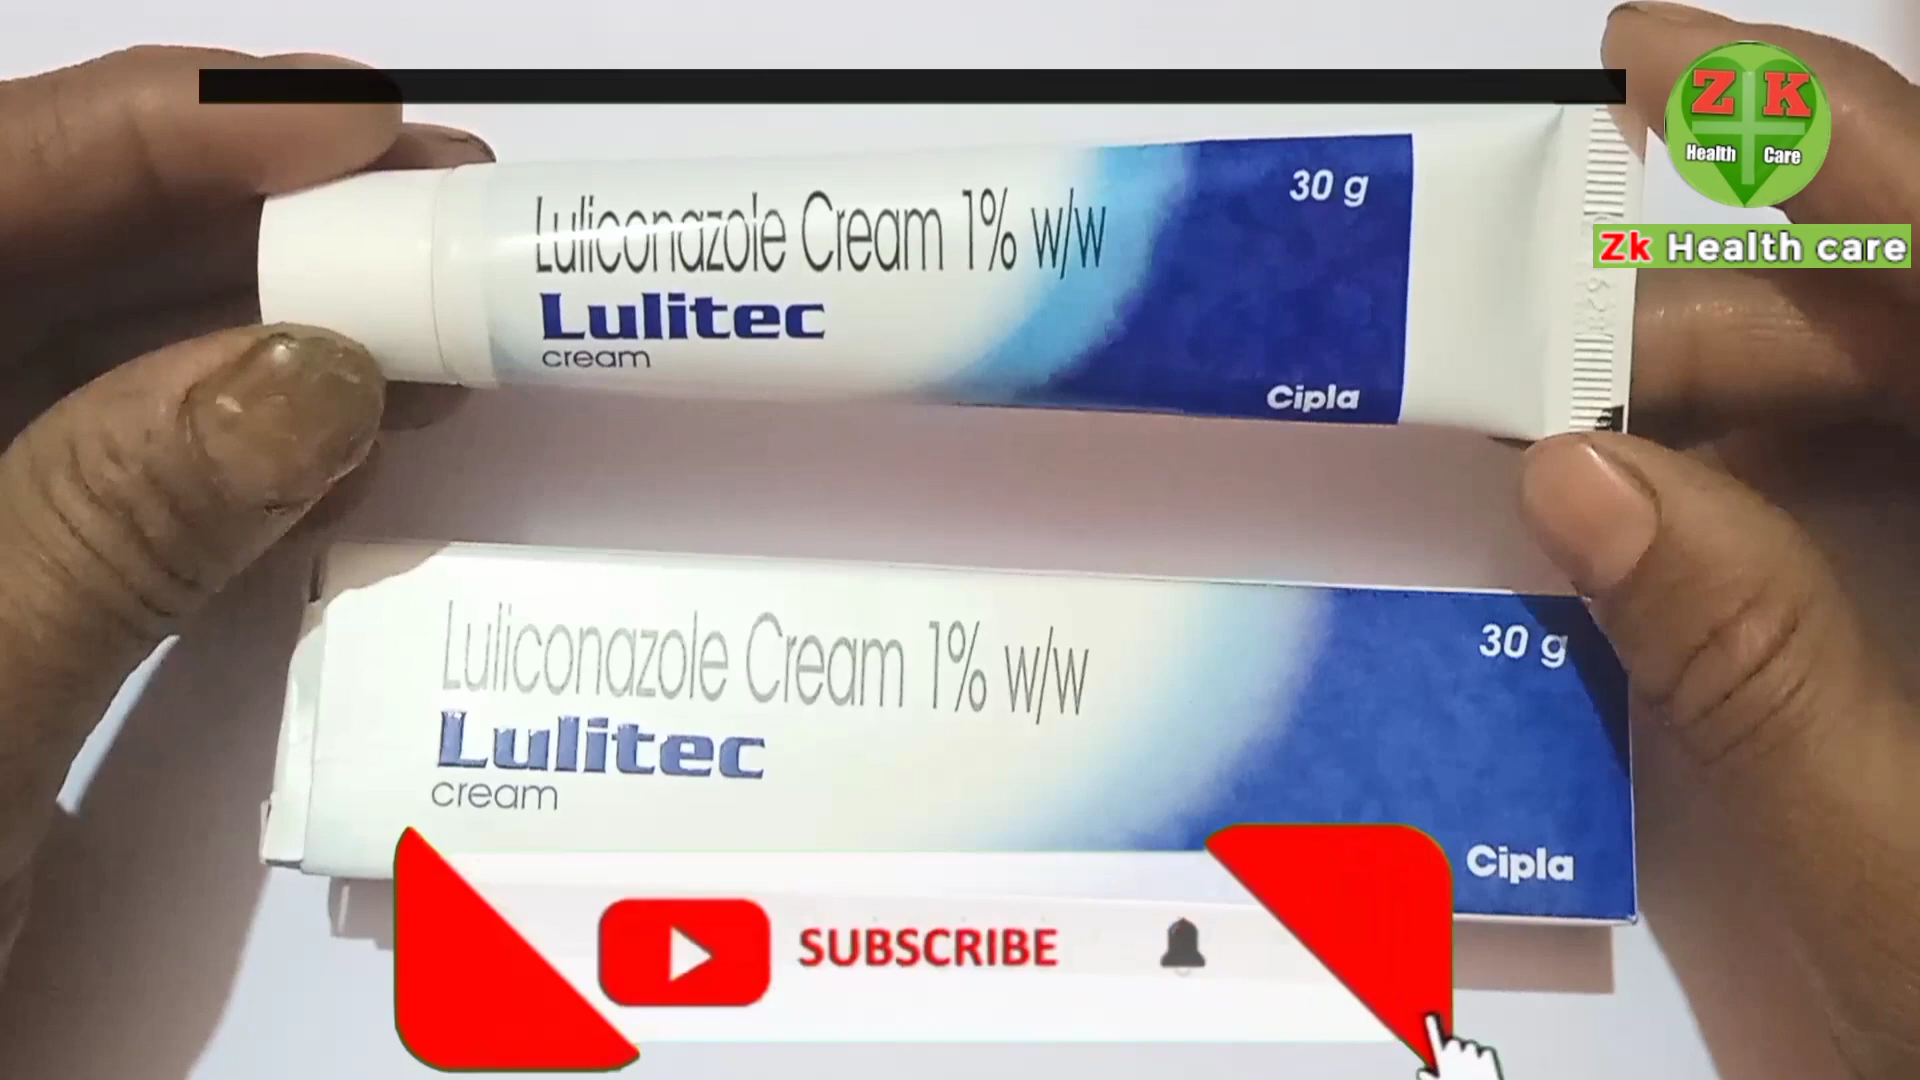 Z K
Health Care
Zk Health care
30 g
Luliconazole Cream 1% w/w
Lulitec
cream
Cipla
30 g
Luliconazole Cream 1% w/w
Lulitec
cream
Cipla
SUBSCRIBE